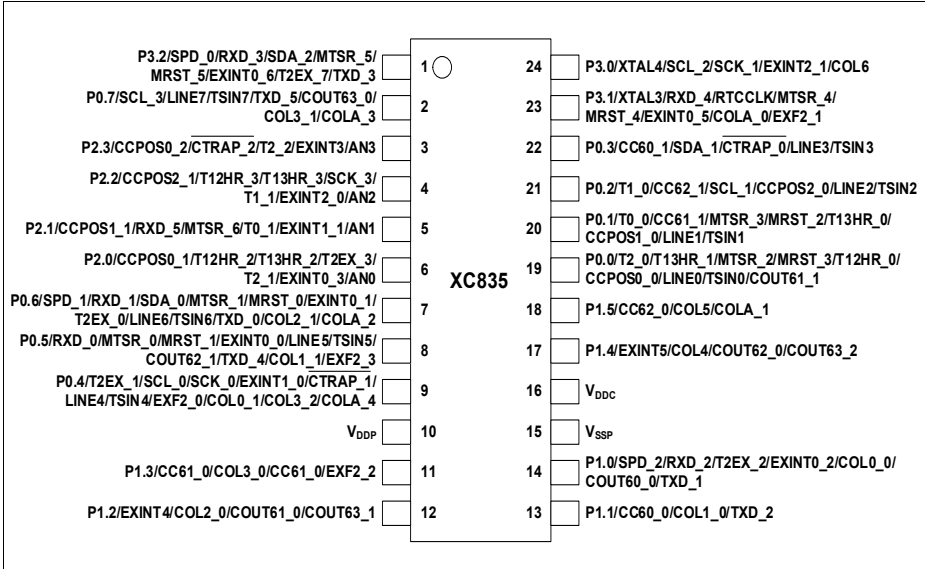 P3.2/SPD_0/RXD_3/SDA_2/MTSR_5/
MRST_5/EXINT0_6/T2EX_7/TXD_3
1
P0.7/SCL_3/LINE7/TSIN7/TXD_5/COUT63_0/
COL3_1/COLA_3
2
P2.3/CCPOS0_2/CTRAP_2/T2_2/EXINT3/AN3
3
P2.2/CCPOS2_1/T12HR_3/T13HR_3/SCK_3/
T1_1/EXINT2_0/AN2
4
P2.1/CCPOS1_1/RXD_5/MTSR_6/T0_1/EXINT1_1/AN1
5
P2.0/CCPOS0_1/T12HR_2/T13HR_2/T2EX_3/
T2_1/EXINT0_3/AN0
6
P0.6/SPD_1/RXD_1/SDA_0/MTSR_1/MRST_0/EXINT0_1/
T2EX_0/LINE6/TSIN6/TXD_0/COL2_1/COLA_2
7
P0.5/RXD_0/MTSR_0/MRST_1/EXINT0_0/LINE5/TSIN5/
COUT62_1/TXD_4/COL1_1/EXF2_3
8
P0.4/T2EX_1/SCL_0/SCK_0/EXINT1_0/CTRAP_1/
LINE4/TSIN4/EXF2_0/COL0_1/COL3_2/COLA_4
9
VDDP
10
P1.3/CC61_0/COL3_0/CC61_0/EXF2_2
11
P1.2/EXINT4/COL2_0/COUT61_0/COUT63_1
12
XC835
24
P3.0/XTAL4/SCL_2/SCK_1/EXINT2_1/COL6
23
P3.1/XTAL3/RXD_4/RTCCLK/MTSR_4/
MRST_4/EXINT0_5/COLA_0/EXF2_1
22
P0.3/CC60_1/SDA_1/CTRAP_0/LINE3/TSIN3
21
P0.2/T1_0/CC62_1/SCL_1/CCPOS2_0/LINE2/TSIN2
20
P0.1/T0_0/CC61_1/MTSR_3/MRST_2/T13HR_0/
CCPOS1_0/LINE1/TSIN1
19
P0.0/T2_0/T13HR_1/MTSR_2/MRST_3/T12HR_0/
CCPOS0_0/LINE0/TSIN0/COUT61_1
18
P1.5/CC62_0/COL5/COLA_1
17
P1.4/EXINT5/COL4/COUT62_0/COUT63_2
16
VDDC
15
VSSP
14
P1.0/SPD_2/RXD_2/T2EX_2/EXINT0_2/COL0_0/
COUT60_0/TXD_1
13
P1.1/CC60_0/COL1_0/TXD_2